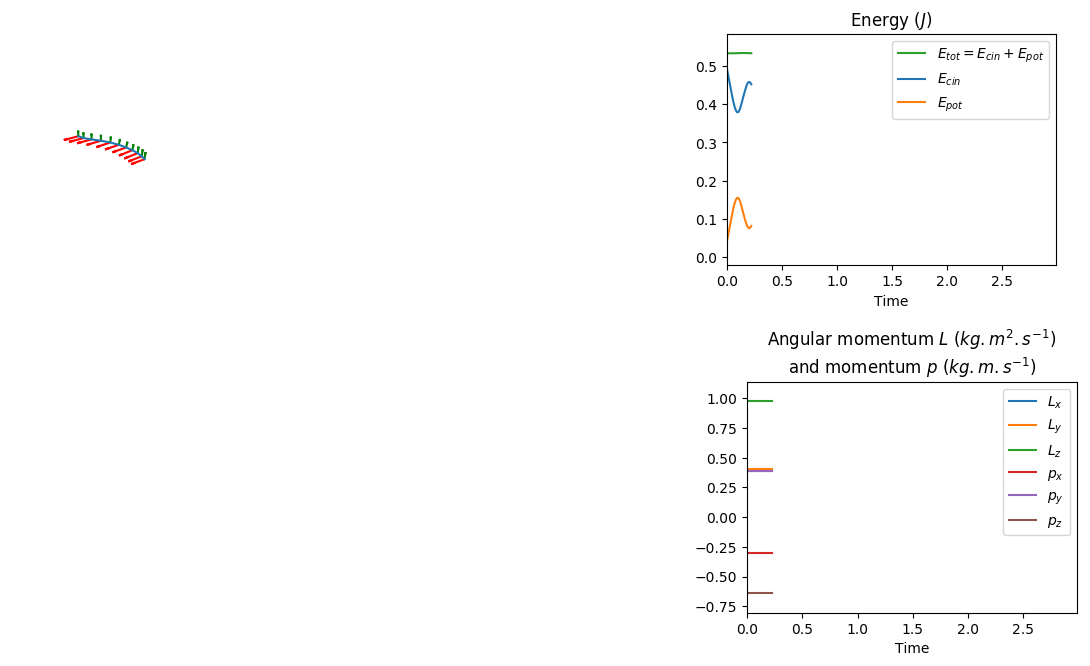 Energy (J)
E_tot = E_cin + E_pot
E_cin
E_pot
0.5
0.4
0.3
0.2
0.1
0.0
0.0 0.5 1.0 1.5 2.0 2.5
Time
Angular momentum L (kg.m².s⁻¹)
and momentum p (kg.m.s⁻¹)
L_x
L_y
L_z
p_x
p_y
p_z
1.00
0.75
0.50
0.25
0.00
−0.25
−0.50
−0.75
0.0 0.5 1.0 1.5 2.0 2.5
Time